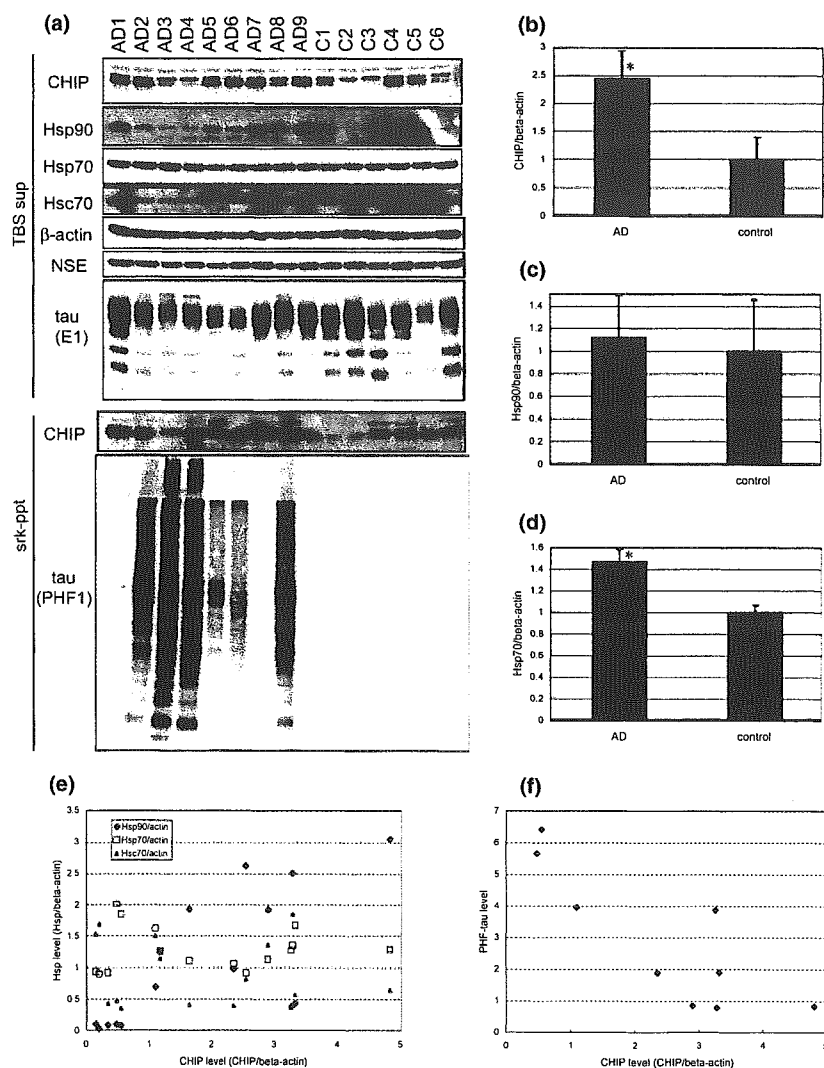 (a)
AD1 AD2 AD3 AD4 AD5 AD6 AD7 AD8 AD9 C1 C2 C3 C4 C5 C6
TBS sup
CHIP
Hsp90
Hsp70
Hsc70
β-actin
NSE
tau
(E1)
srk-ppt
CHIP
tau
(PHF1)
(b)
CHIP/beta-actin
3
2.5
2
1.5
1
0.5
0
*
AD control
(c)
Hsp90/beta-actin
1.4
1.2
1
0.8
0.6
0.4
0.2
0
AD control
(d)
Hsp70/beta-actin
1.6
1.4
1.2
1
0.8
0.6
0.4
0.2
0
*
AD control
(e)
Hsp level (Hsp/beta-actin)
3.5
3
2.5
2
1.5
1
0.5
0
Hsp90/actin
Hsp70/actin
Hsc70/actin
0 1 2 3 4 5
CHIP level (CHIP/beta-actin)
(f)
PHF-tau level
7
6
5
4
3
2
1
0
0 1 2 3 4 5
CHIP level (CHIP/beta-actin)